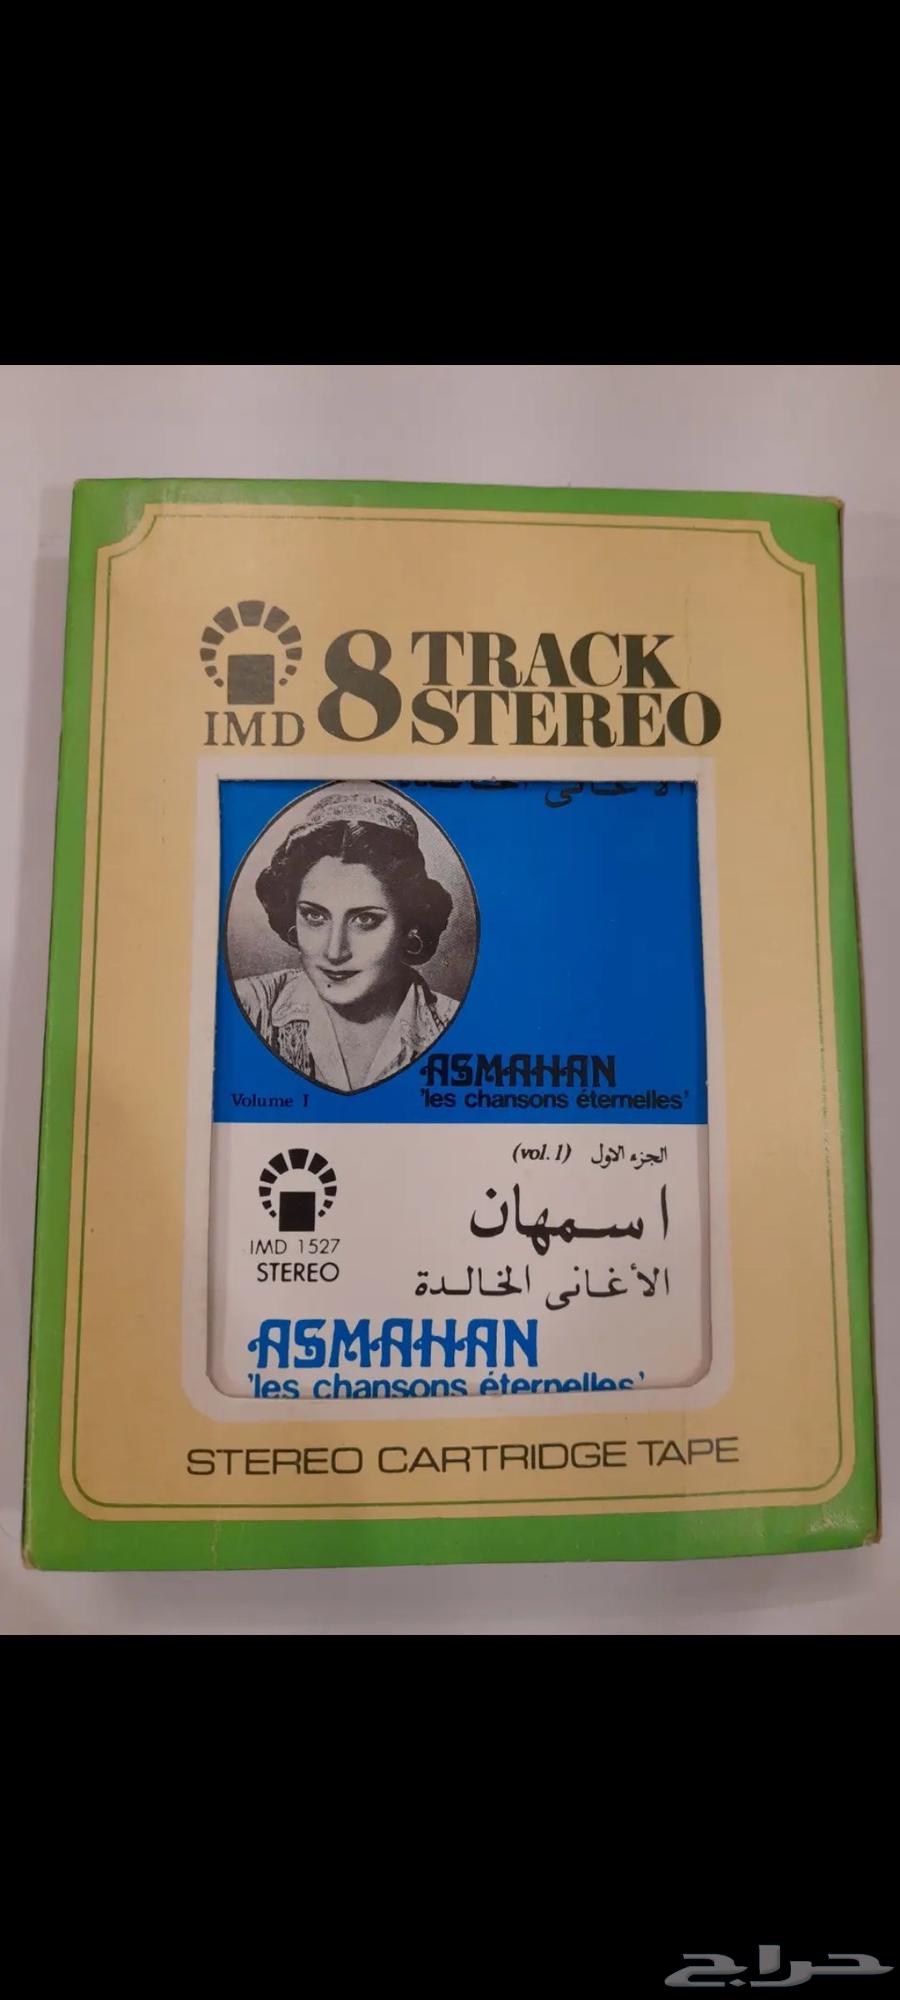 IMD 8 TRACK STEREO
الأغانى الخالدة
ASMAHAN
Volume I 'les chansons éternelles'
الجزء الاول (vol. 1)
اسمهان
IMD 1527
STEREO
الأغانى الخالدة
ASMAHAN
'les chansons éternelles'
STEREO CARTRIDGE TAPE
حراج